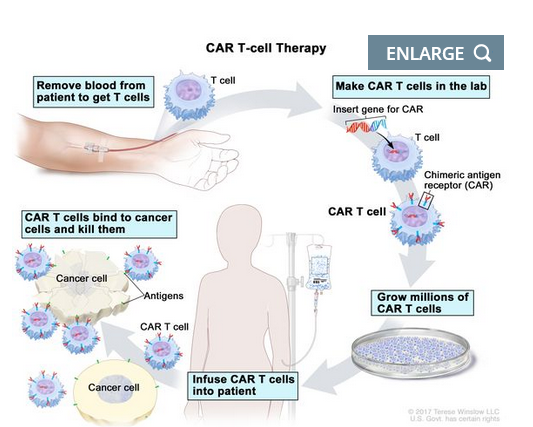 CAR T-cell Therapy
ENLARGE
Remove blood from
patient to get T cells
T cell
Make CAR T cells in the lab
Insert gene for CAR
T cell
Chimeric antigen
receptor (CAR)
CAR T cell
CAR T cells bind to cancer
cells and kill them
Cancer cell
Antigens
CAR T cell
Grow millions of
CAR T cells
Cancer cell
Infuse CAR T cells
into patient
© 2017 Terese Winslow LLC
U.S. Govt. has certain rights